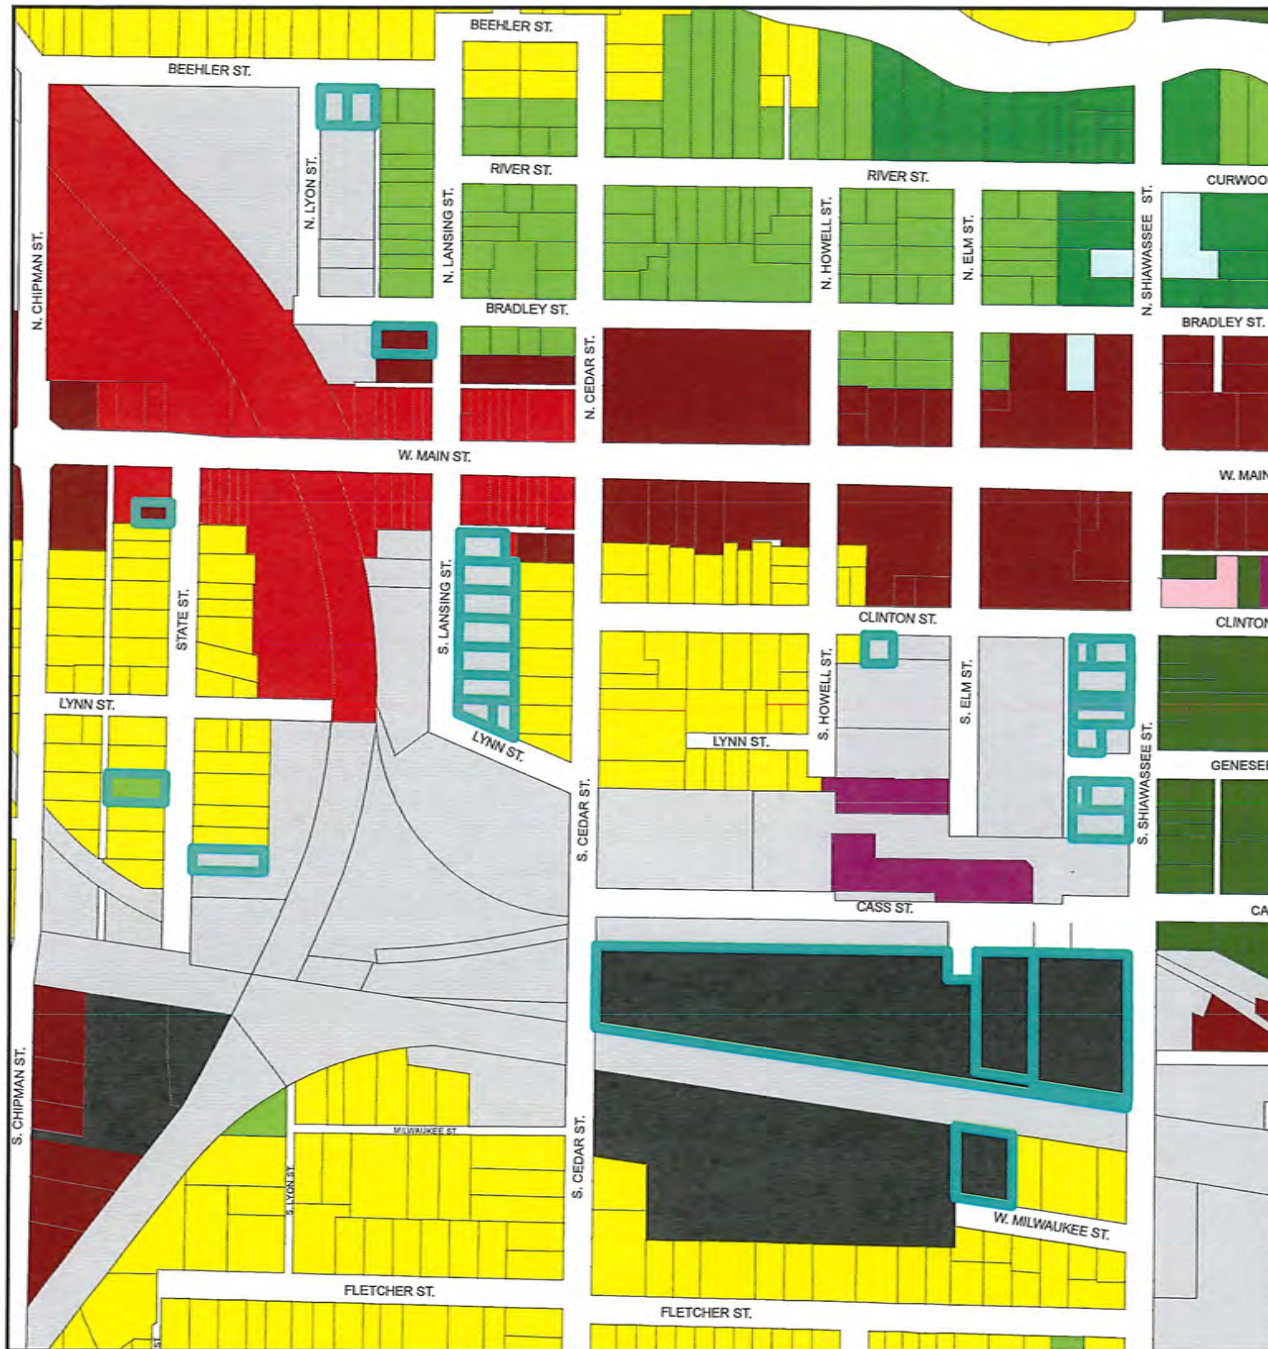 BEEHLER ST.
BEEHLER ST.
RIVER ST.
RIVER ST.
CURWOO
N. LYON ST.
N. LANSING ST.
N. HOWELL ST.
N. ELM ST.
N. SHIAWASSEE ST.
N. CHIPMAN ST.
BRADLEY ST.
BRADLEY ST.
N. CEDAR ST.
W. MAIN ST.
W. MAIN
STATE ST.
S. LANSING ST.
CLINTON ST.
CLINTON
S. HOWELL ST.
S. ELM ST.
LYNN ST.
LYNN ST.
LYNN ST.
S. SHIAWASSEE ST.
GENESEE
S. CEDAR ST.
CASS ST.
CA
S. CHIPMAN ST.
MILWAUKEE ST.
S. CEDAR ST.
S. LYON ST.
W. MILWAUKEE ST.
FLETCHER ST.
FLETCHER ST.
ST.